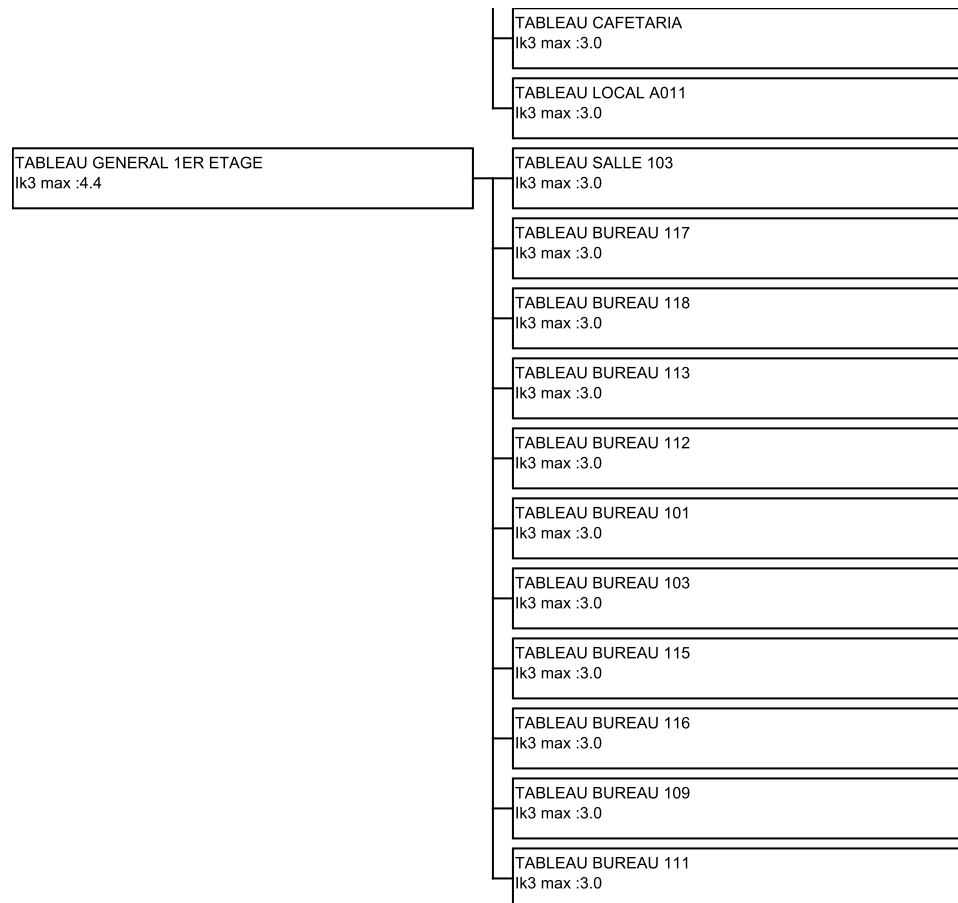 TABLEAU CAFETARIA
Ik3 max :3.0
TABLEAU LOCAL A011
Ik3 max :3.0
TABLEAU GENERAL 1ER ETAGE
Ik3 max :4.4
TABLEAU SALLE 103
Ik3 max :3.0
TABLEAU BUREAU 117
Ik3 max :3.0
TABLEAU BUREAU 118
Ik3 max :3.0
TABLEAU BUREAU 113
Ik3 max :3.0
TABLEAU BUREAU 112
Ik3 max :3.0
TABLEAU BUREAU 101
Ik3 max :3.0
TABLEAU BUREAU 103
Ik3 max :3.0
TABLEAU BUREAU 115
Ik3 max :3.0
TABLEAU BUREAU 116
Ik3 max :3.0
TABLEAU BUREAU 109
Ik3 max :3.0
TABLEAU BUREAU 111
Ik3 max :3.0